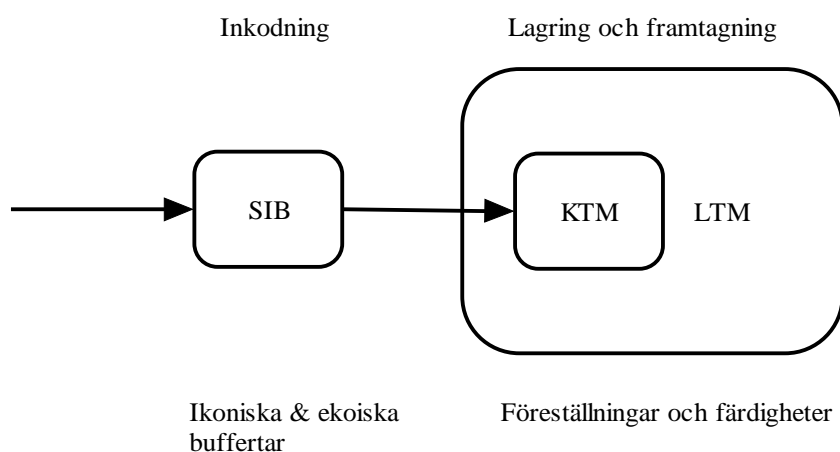 Inkodning
Lagring och framtagning
SIB
KTM
LTM
Ikoniska & ekoiska
buffertar
Föreställningar och färdigheter